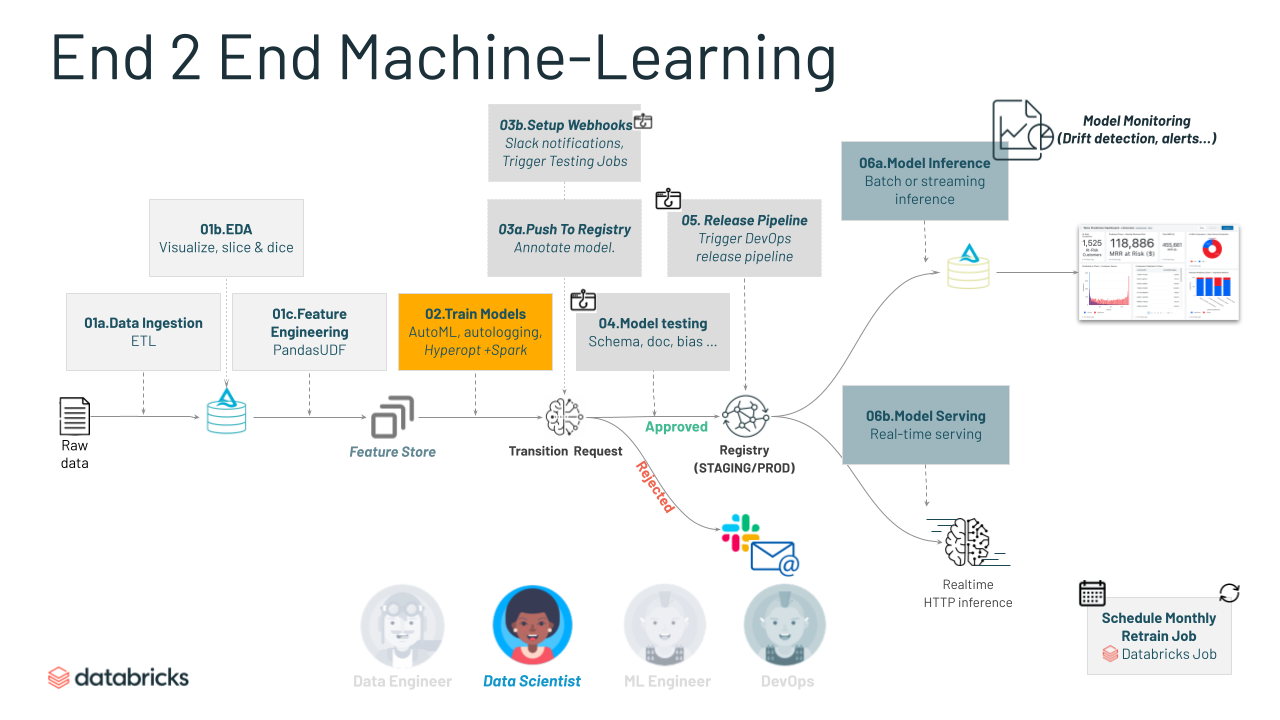 End 2 End Machine-Learning
03b.Setup Webhooks
Slack notifications,
Trigger Testing Jobs
Model Monitoring
(Drift detection, alerts...)
06a.Model Inference
Batch or streaming
inference
01b.EDA
Visualize, slice & dice
03a.Push To Registry
Annotate model.
05. Release Pipeline
Trigger DevOps
release pipeline
1,525
At-Risk
Customers
118,886
MRR at Risk ($)
01a.Data Ingestion
ETL
01c.Feature
Engineering
PandasUDF
02.Train Models
AutoML, autologging,
Hyperopt +Spark
04.Model testing
Schema, doc, bias ...
06b.Model Serving
Real-time serving
Raw
data
Feature Store
Transition Request
Approved
Rejected
Registry
(STAGING/PROD)
Realtime
HTTP inference
Schedule Monthly
Retrain Job
Databricks Job
databricks
Data Engineer
Data Scientist
ML Engineer
DevOps